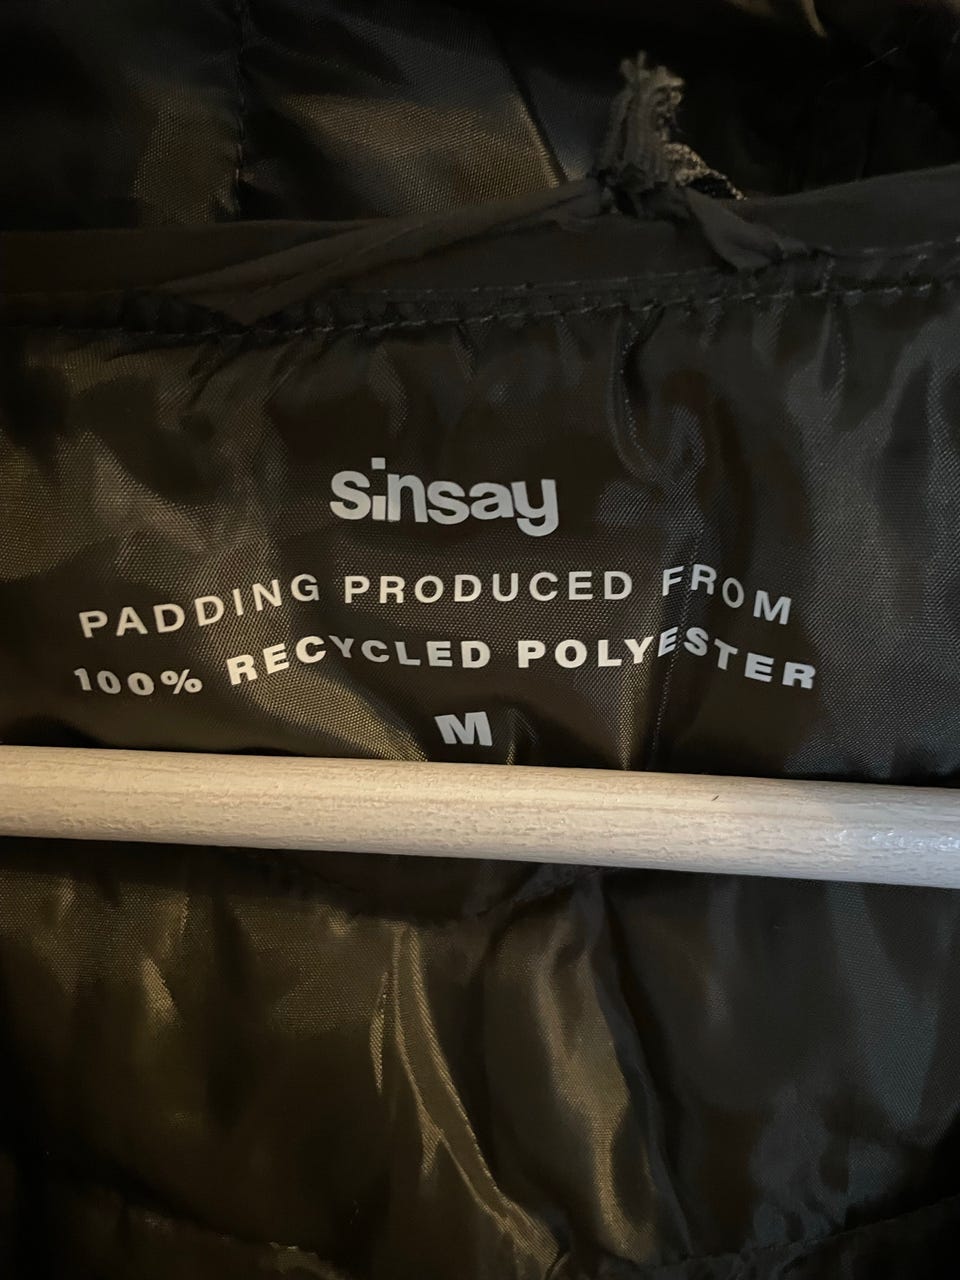 sinsay
PADDING PRODUCED FROM
100% RECYCLED POLYESTER
M